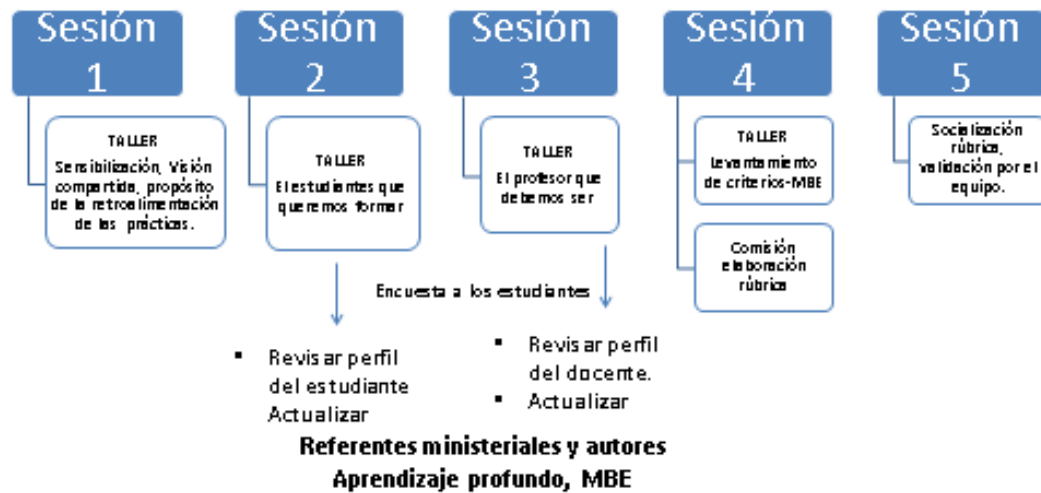 Sesión
1
TALLER
Sensibilización, Visión
compartida, propósito
de la retroalimentación
de las prácticas.
Sesión
2
TALLER
El estudiantes que
queremos formar
Sesión
3
TALLER
El profesor que
debemos ser
Sesión
4
TALLER
Levantamiento
de criterios-MBE
Comisión
elaboración
rúbrica
Sesión
5
Socialización
rúbrica,
validación por el
equipo.
Encuesta a los estudiantes
▪ Revisar perfil
del estudiante
Actualizar
▪ Revisar perfil
del docente.
▪ Actualizar
Referentes ministeriales y autores
Aprendizaje profundo, MBE